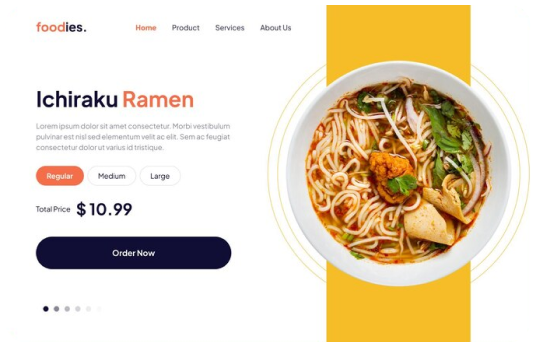 foodies.
Home Product Services About Us
Ichiraku Ramen
Lorem ipsum dolor sit amet consectetur. Morbi vestibulum
pulvinar est nisl sed elementum velit ac elit. Sem ac feugiat
consectetur dolor ut varius id tristique.
Regular Medium Large
Total Price $ 10.99
Order Now